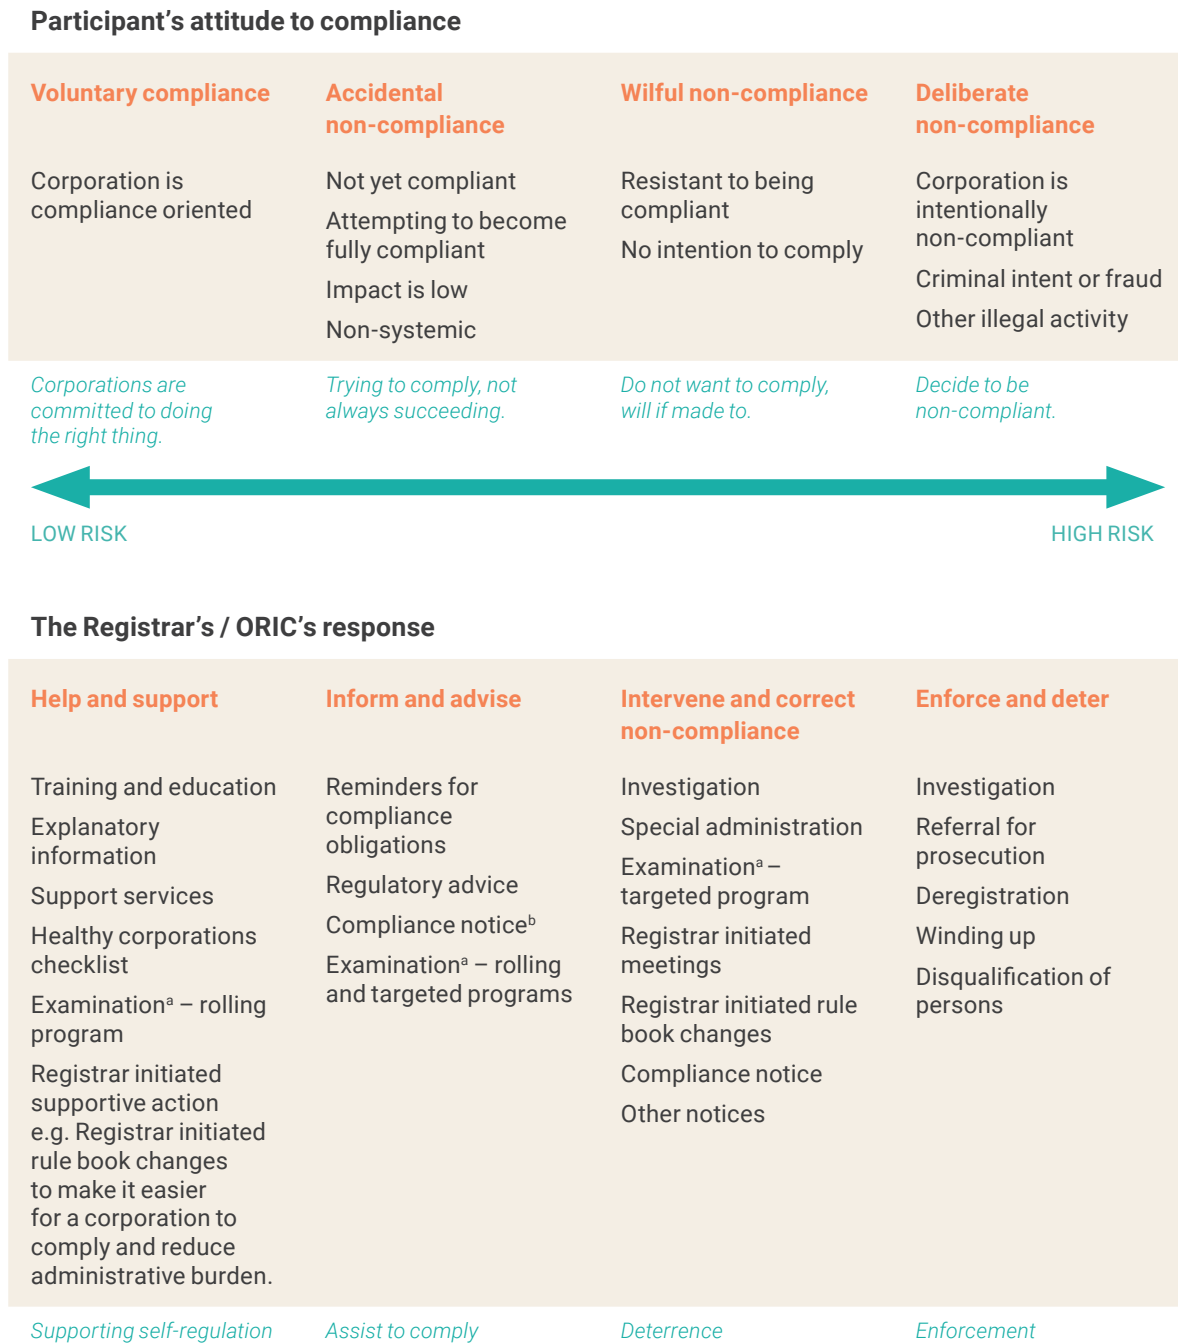 Participant’s attitude to compliance
Voluntary compliance
Corporation is
compliance oriented
Accidental
non-compliance
Not yet compliant
Attempting to become
fully compliant
Impact is low
Non-systemic
Wilful non-compliance
Resistant to being
compliant
No intention to comply
Deliberate
non-compliance
Corporation is
intentionally
non-compliant
Criminal intent or fraud
Other illegal activity
Corporations are
committed to doing
the right thing.
Trying to comply, not
always succeeding.
Do not want to comply,
will if made to.
Decide to be
non-compliant.
LOW RISK
HIGH RISK
The Registrar’s / ORIC’s response
Help and support
Training and education
Explanatory
information
Support services
Healthy corporations
checklist
Examinationᵃ – rolling
program
Registrar initiated
supportive action
e.g. Registrar initiated
rule book changes
to make it easier
for a corporation to
comply and reduce
administrative burden.
Inform and advise
Reminders for
compliance
obligations
Regulatory advice
Compliance noticeᵇ
Examinationᵃ – rolling
and targeted programs
Intervene and correct
non-compliance
Investigation
Special administration
Examinationᵃ –
targeted program
Registrar initiated
meetings
Registrar initiated rule
book changes
Compliance notice
Other notices
Enforce and deter
Investigation
Referral for
prosecution
Deregistration
Winding up
Disqualification of
persons
Supporting self-regulation
Assist to comply
Deterrence
Enforcement